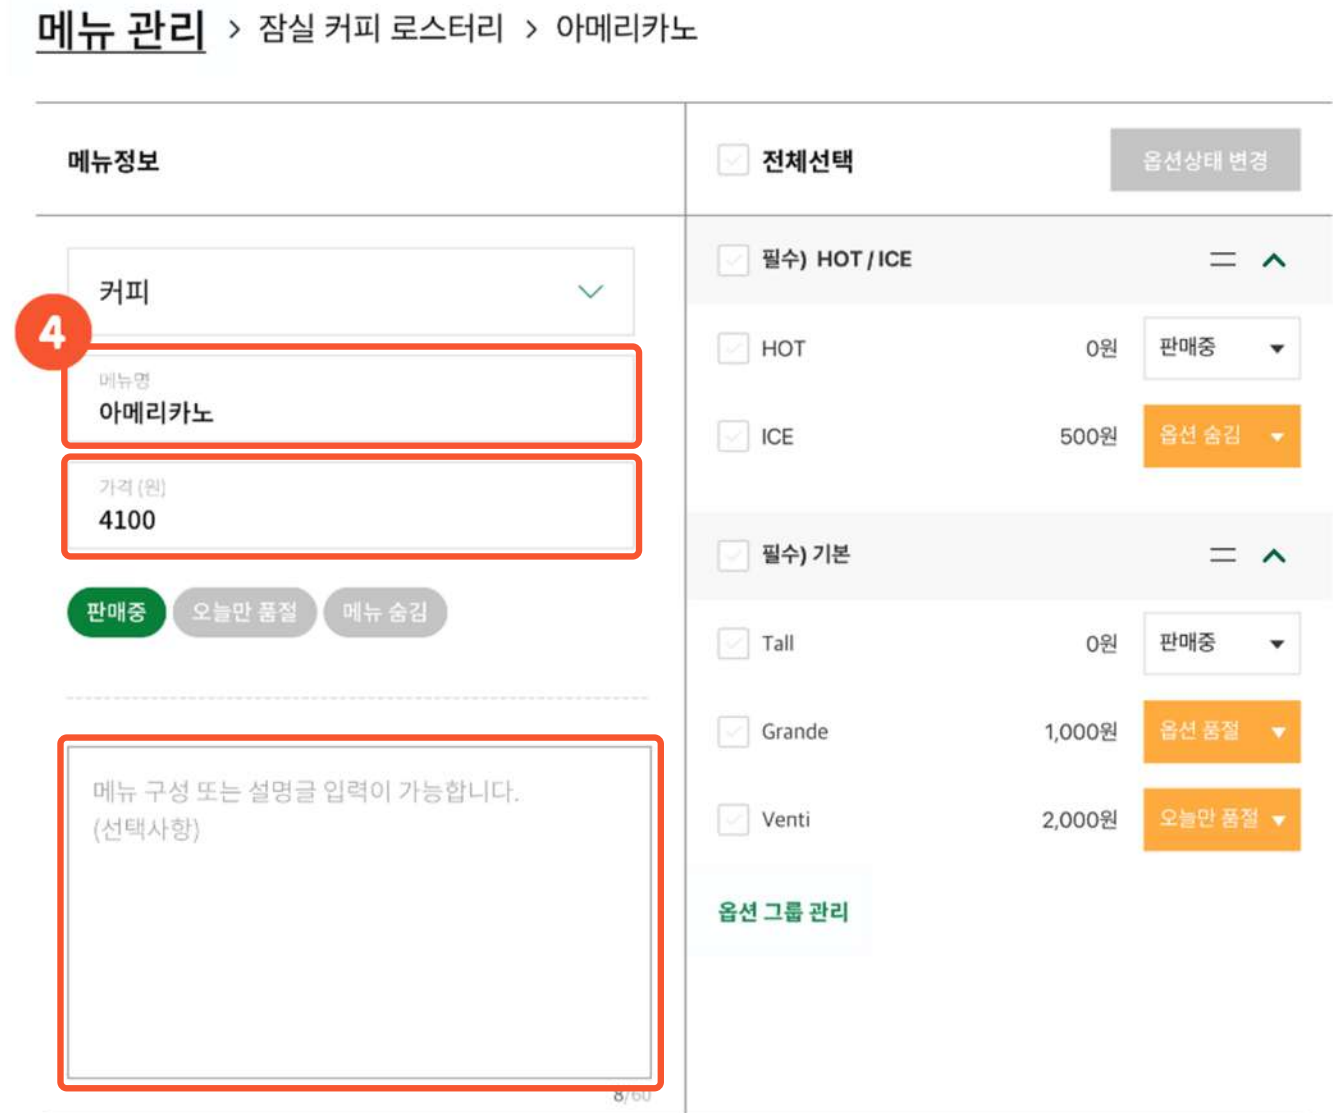 메뉴 관리 > 잠실 커피 로스터리 > 아메리카노
메뉴정보
커피
4
메뉴명
아메리카노
가격 (원)
4100
판매중 오늘만 품절 메뉴 숨김
메뉴 구성 또는 설명글 입력이 가능합니다.
(선택사항)
8/60
전체선택 옵션상태 변경
필수) HOT / ICE
HOT 0원 판매중
ICE 500원 옵션 숨김
필수) 기본
Tall 0원 판매중
Grande 1,000원 옵션 품절
Venti 2,000원 오늘만 품절
옵션 그룹 관리